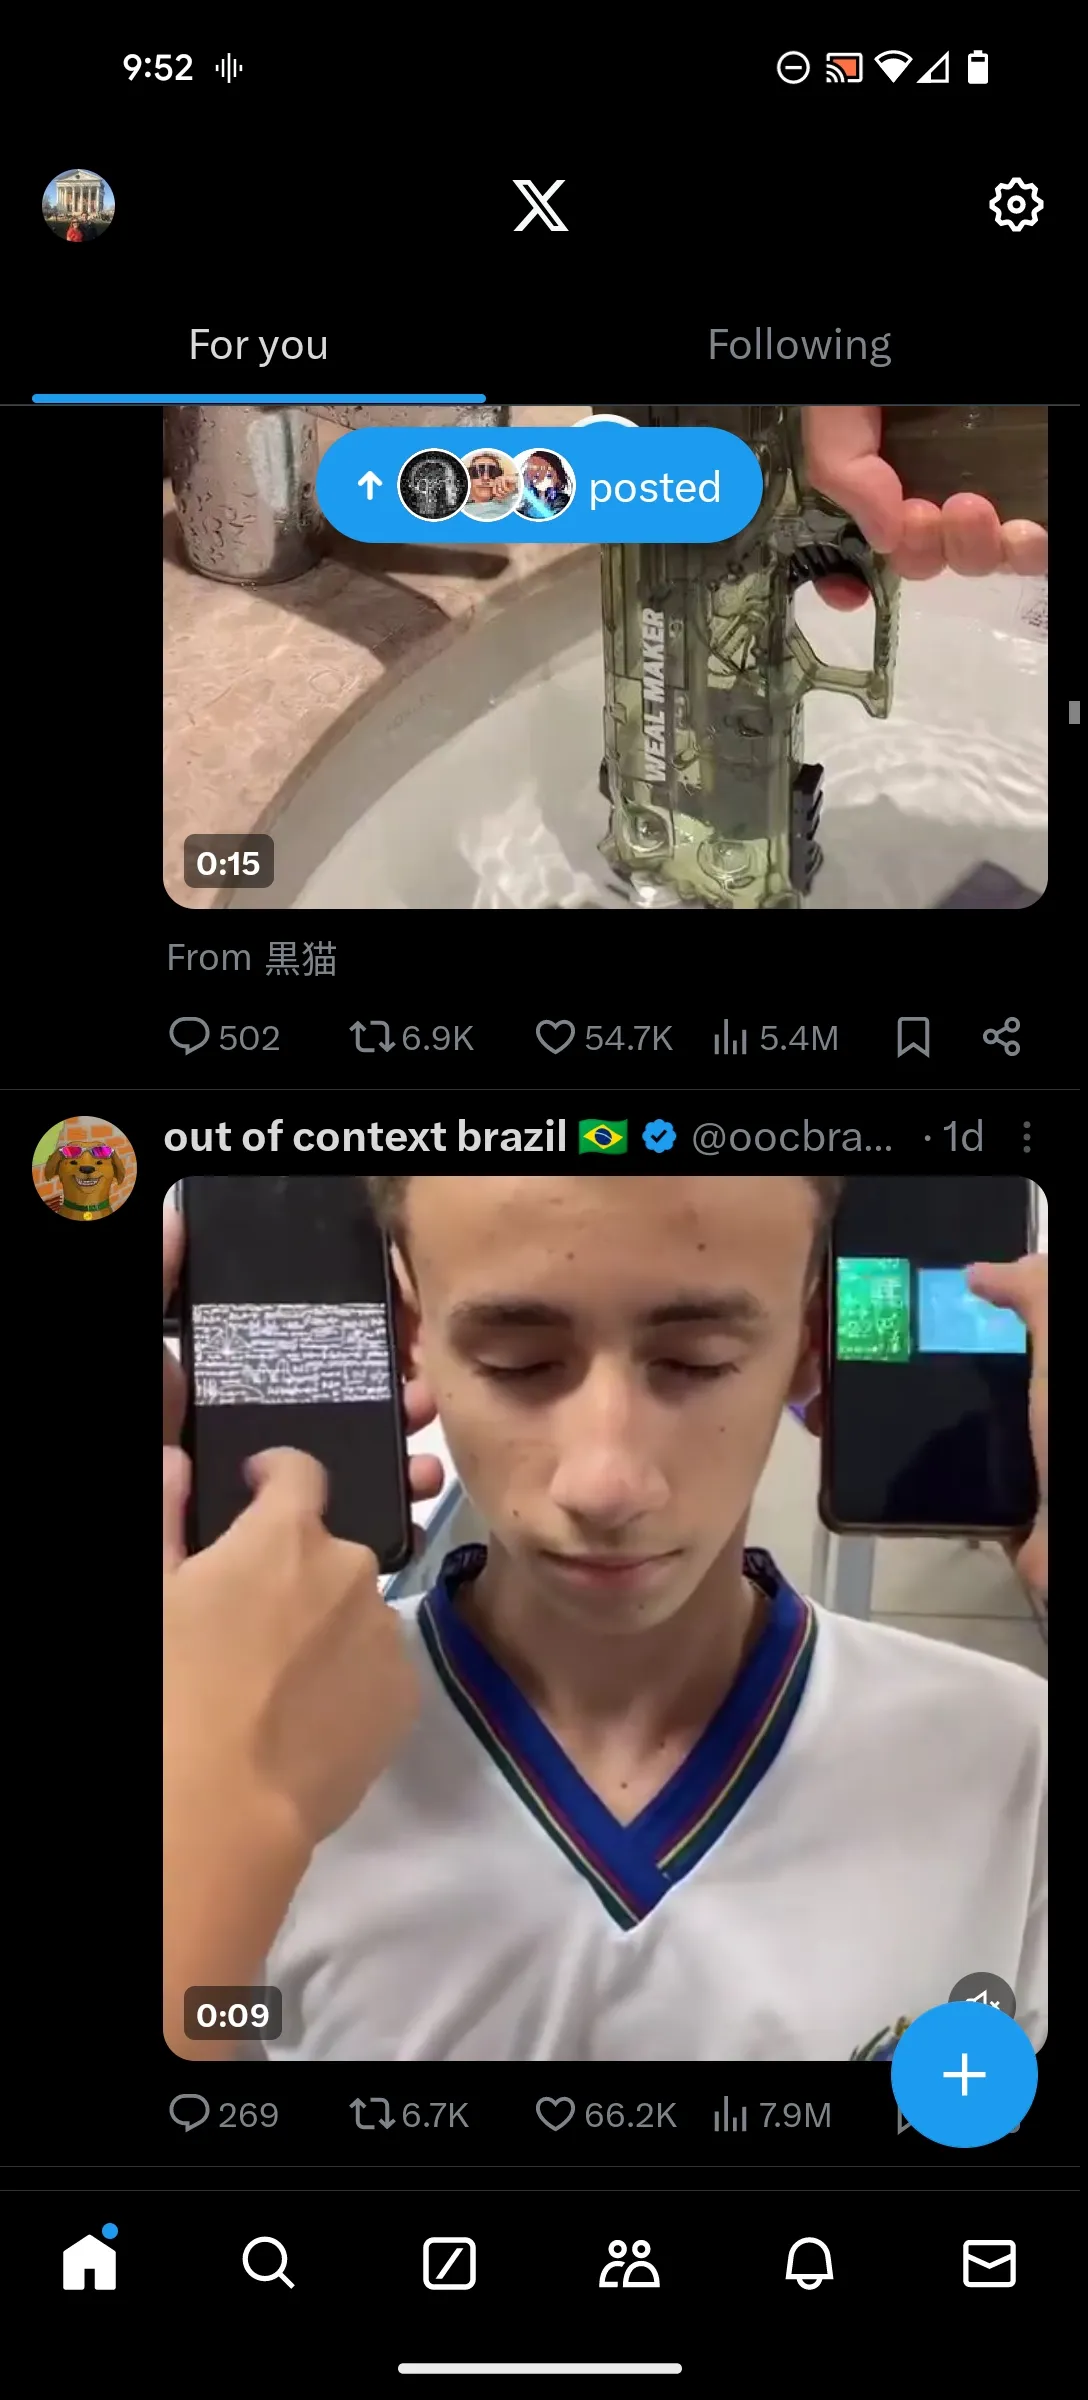 9:52
For you
Following
posted
WEAL MAKER
0:15
From 黒猫
502
6.9K
54.7K
5.4M
out of context brazil 🇧🇷 @oocbra... · 1d
0:09
269
6.7K
66.2K
7.9M